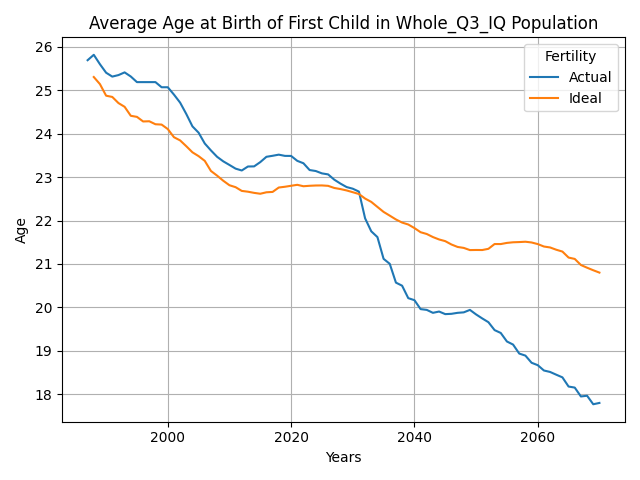 Average Age at Birth of First Child in Whole_Q3_IQ Population
Fertility
Actual
Ideal
Age
26
25
24
23
22
21
20
19
18
2000 2020 2040 2060
Years